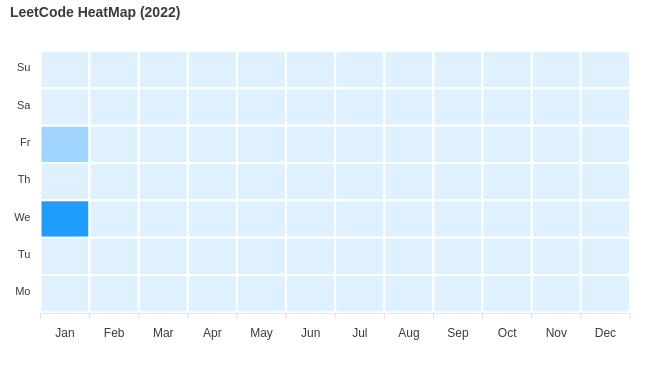 LeetCode HeatMap (2022)
Su
Sa
Fr
Th
We
Tu
Mo
Jan Feb Mar Apr May Jun Jul Aug Sep Oct Nov Dec